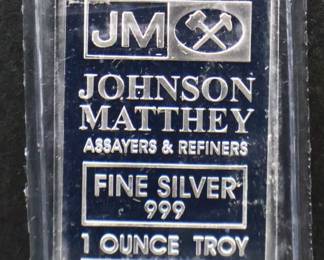 JM
JOHNSON
MATTHEY
ASSAYERS & REFINERS
FINE SILVER
999
1 OUNCE TROY